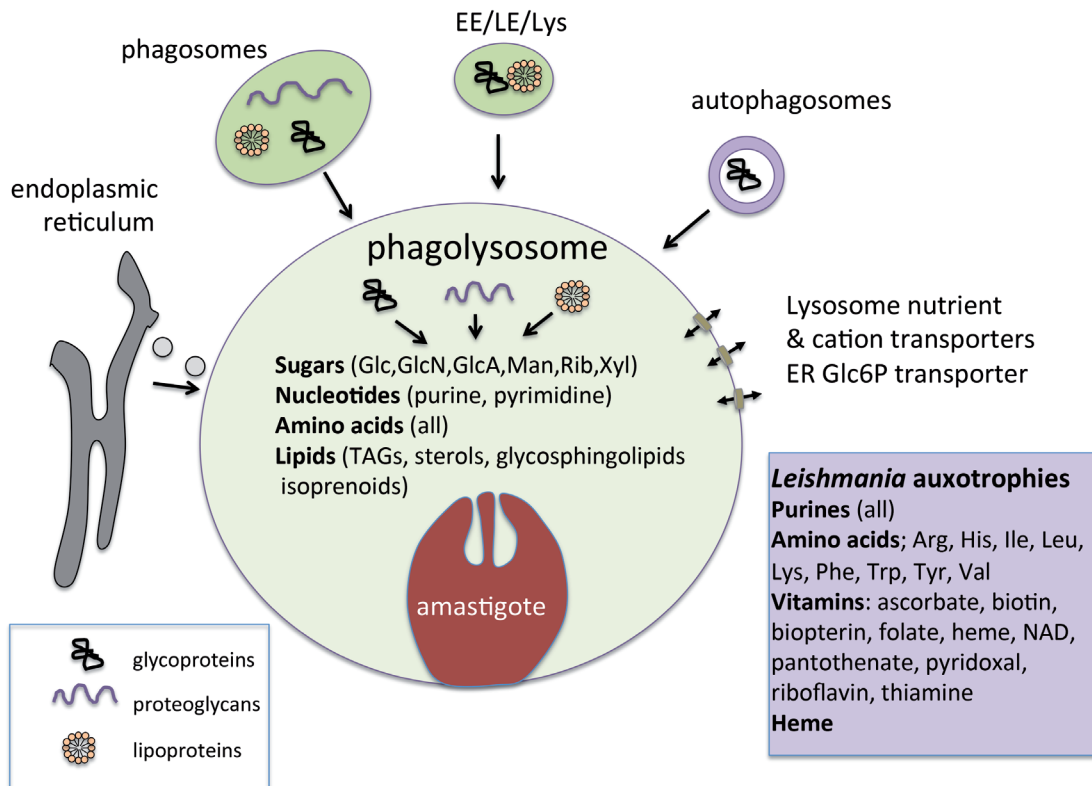 EE/LE/Lys
phagosomes
autophagosomes
endoplasmic
reticulum
phagolysosome
Lysosome nutrient
& cation transporters
ER Glc6P transporter
Sugars (Glc,GlcN,GlcA,Man,Rib,Xyl)
Nucleotides (purine, pyrimidine)
Amino acids (all)
Lipids (TAGs, sterols, glycosphingolipids
isoprenoids)
amastigote
Leishmania auxotrophies
Purines (all)
Amino acids; Arg, His, Ile, Leu,
Lys, Phe, Trp, Tyr, Val
Vitamins: ascorbate, biotin,
biopterin, folate, heme, NAD,
pantothenate, pyridoxal,
riboflavin, thiamine
Heme
glycoproteins
proteoglycans
lipoproteins